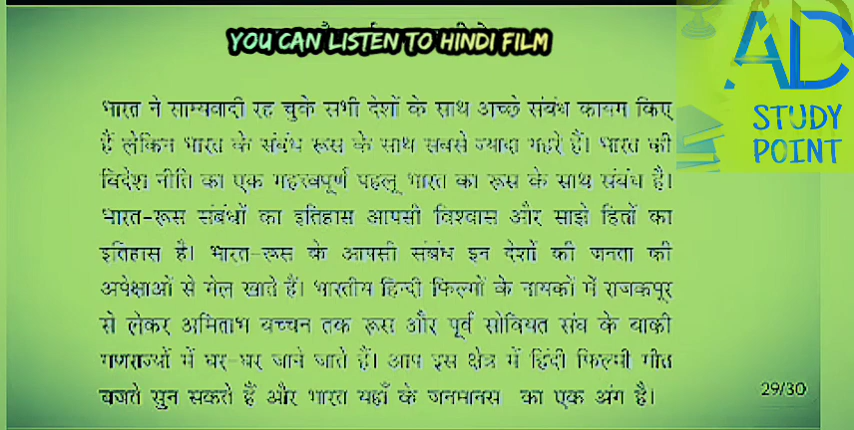 YOU CAN LISTEN TO HINDI FILM
AD
STUDY
POINT
भारत ने साम्यवादी रह चुके सभी देशों के साथ अच्छे संबंध कायम किए
हैं लेकिन भारत के संबंध रूस के साथ सबसे ज्यादा गहरे हैं। भारत की
विदेश नीति का एक महत्त्वपूर्ण पहलू भारत का रूस के साथ संबंध है।
भारत-रूस संबंधों का इतिहास आपसी विश्वास और साझे हितों का
इतिहास है। भारत-रूस के आपसी संबंध इन देशों की जनता की
अपेक्षाओं से मेल खाते हैं। भारतीय हिन्दी फिल्मों के नायकों में राजकपूर
से लेकर अमिताभ बच्चन तक रूस और पूर्व सोवियत संघ के बाकी
गणराज्यों में घर-घर जाने जाते हैं। आप इस क्षेत्र में हिंदी फिल्मी गीत
बजते सुन सकते हैं और भारत यहाँ के जनमानस का एक अंग है।
29/30